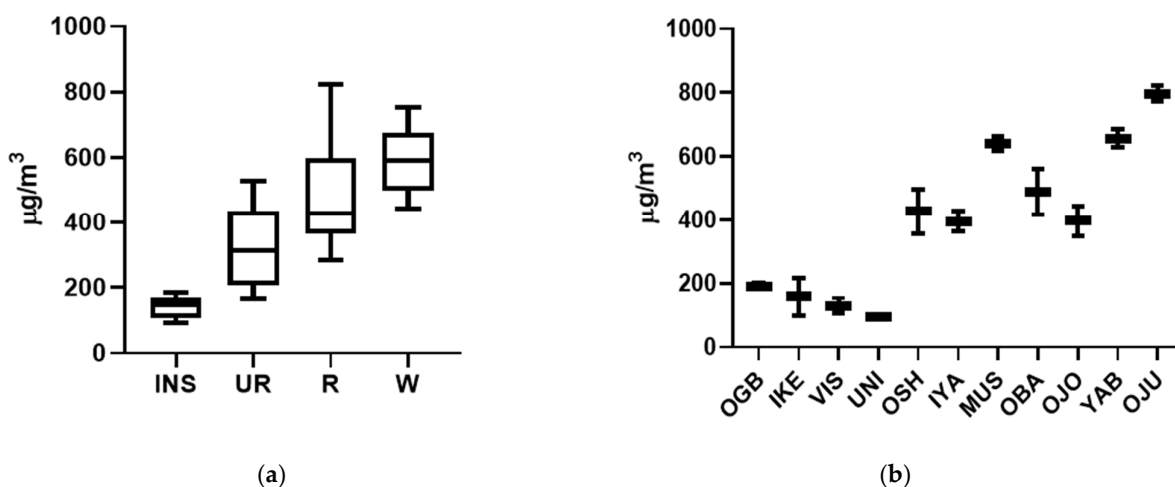 1000
800
600
400
200
0
μg/m³
INS UR R W
(a)
1000
800
600
400
200
0
μg/m³
OGB IKE VIS UNI OSH IYA MUS OBA OJO YAB OJU
(b)